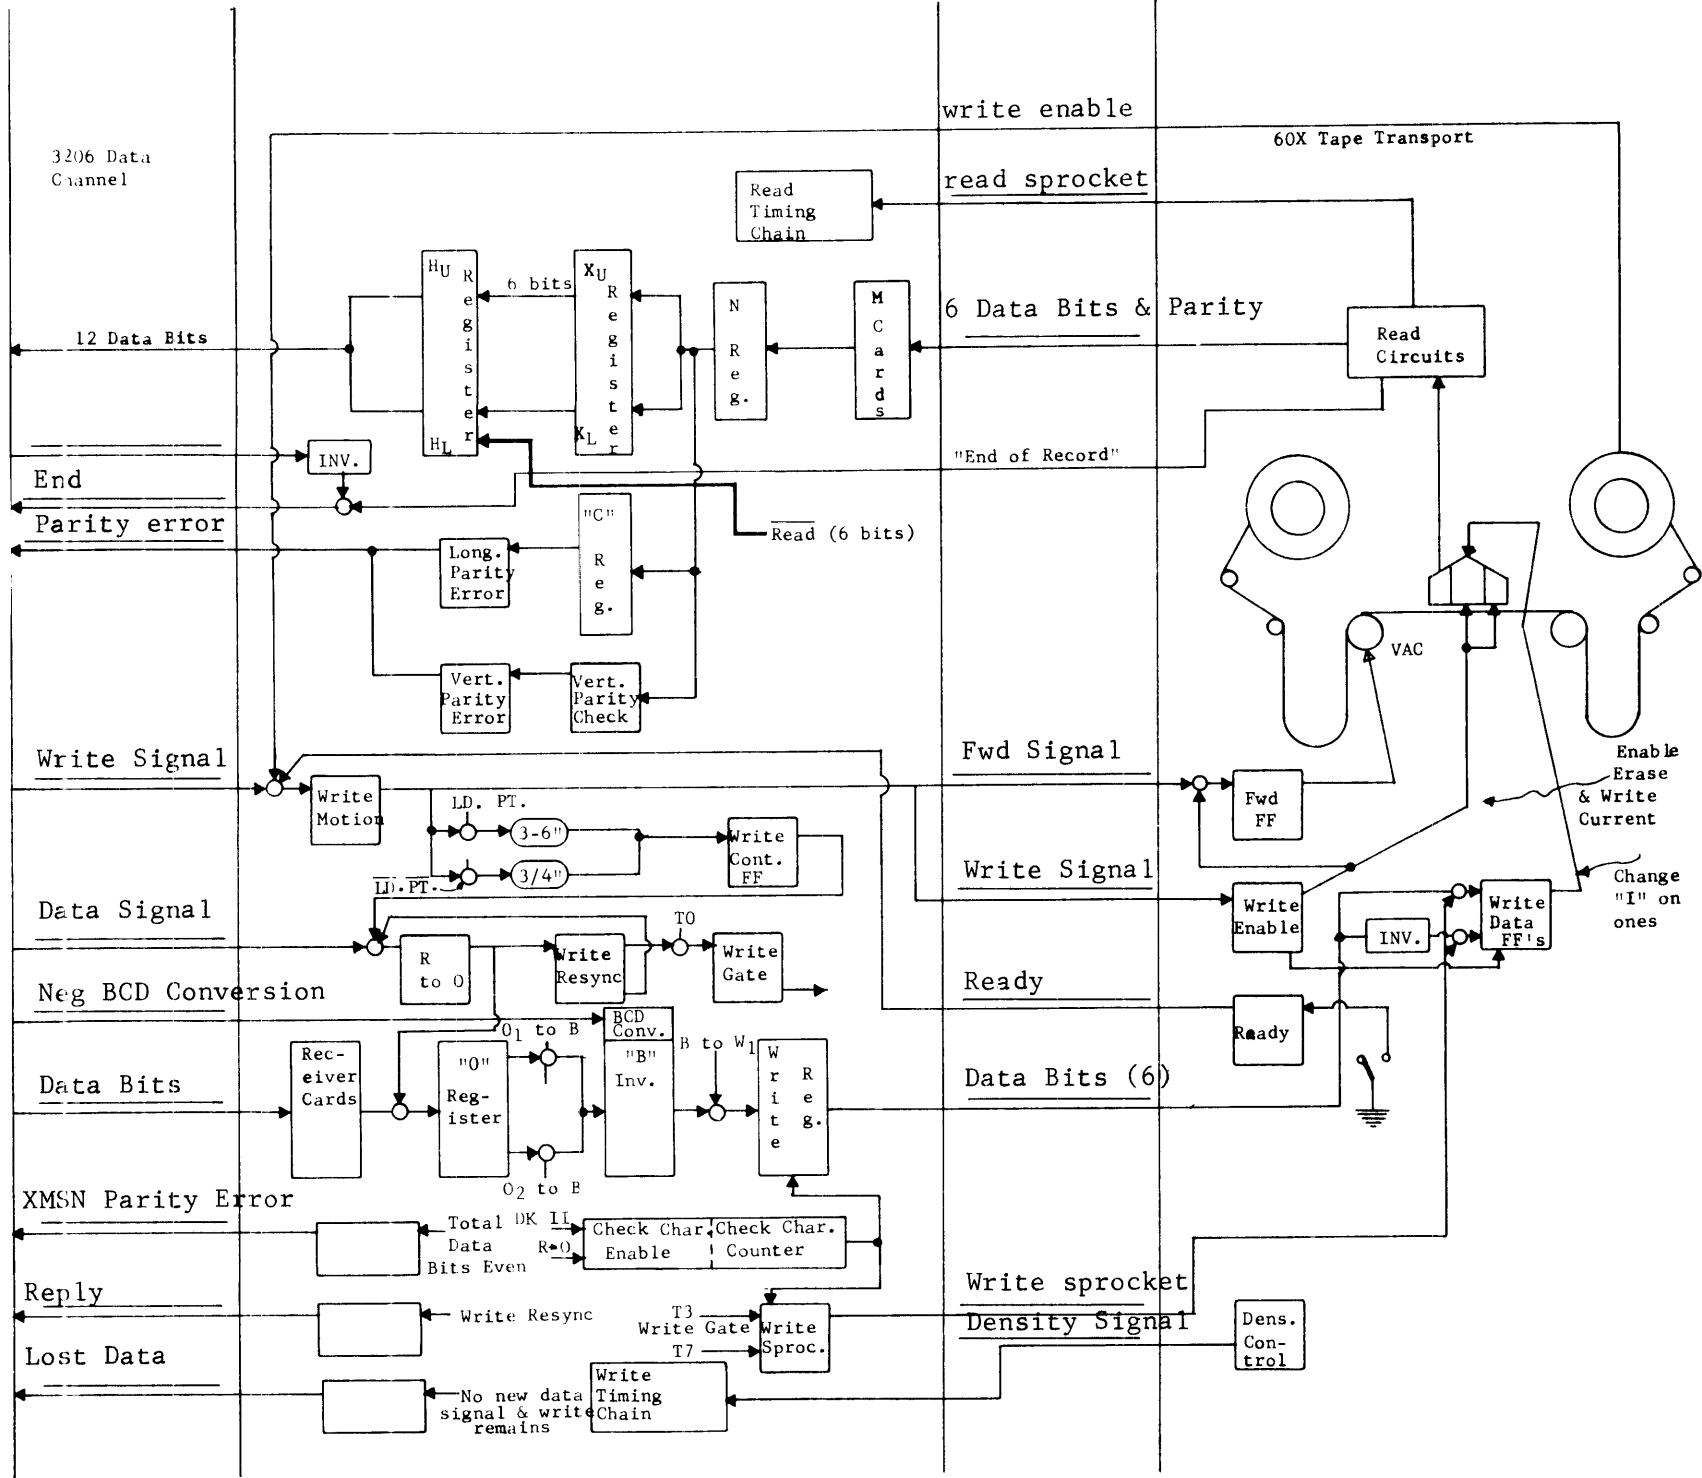 write enable
60X Tape Transport
3206 Data
Channel
read sprocket
Read
Timing
Chain
HU
Register
HL
6 bits
XU
Register
XL
N
Reg.
M
Cards
6 Data Bits & Parity
Read
Circuits
12 Data Bits
INV.
"End of Record"
End
Parity error
"C"
Reg.
Read (6 bits)
Long.
Parity
Error
VAC
Vert.
Parity
Error
Vert.
Parity
Check
Write Signal
Fwd Signal
Enable
Erase
& Write
Current
Write
Motion
LD. PT.
3-6"
Fwd
FF
Write
Cont.
FF
LD.PT.
3/4"
Write Signal
Change
"I" on
ones
Data Signal
TO
Write
Enable
INV.
Write
Data
FF's
R
to O
Write
Resync
Write
Gate
Neg BCD Conversion
Ready
BCD
Conv.
O1 to B
B to W1
Ready
Data Bits
Rec-
eiver
Cards
"O"
Reg-
ister
"B"
Inv.
Write
Reg.
Data Bits (6)
O2 to B
XMSN Parity Error
Total
Data
Bits Even
DK II
R→O
Check Char.
Enable
Check Char.
Counter
Reply
Write Resync
T3
Write Gate
T7
Write
Sproc.
Write sprocket
Density Signal
Dens.
Con-
trol
Lost Data
No new data
signal & write
remains
Write
Timing
Chain